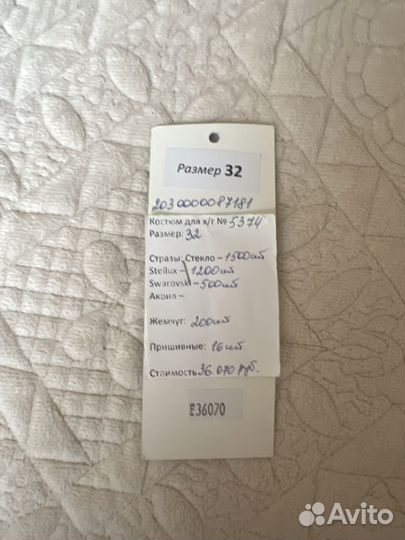 Размер 32
2030000087181
Костюм для х/г № 5374
Размер: 32
Стразы: Стекло – 1500шт
Stellux – 1200шт
Swarovski – 500шт
Акрил –
Жемчуг: 200шт
Пришивные: 16шт
Стоимость 36.070 руб.
E36070
Avito